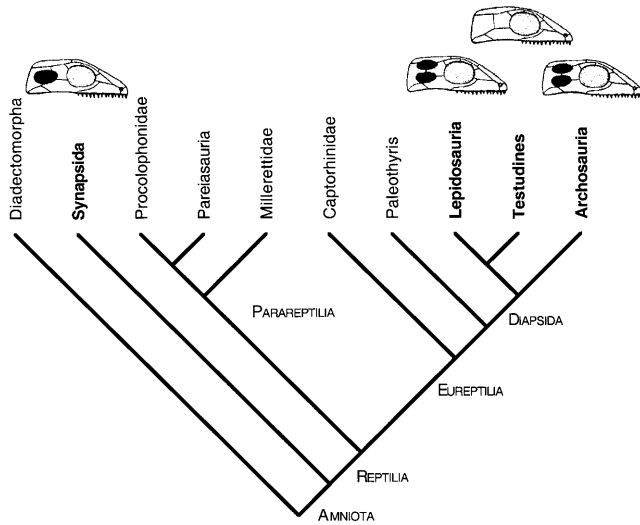 Diadectomorpha
Synapsida
Procolophonidae
Pareiasauria
Millerettidae
Captorhinidae
Paleothyris
Lepidosauria
Testudines
Archosauria
PARAREPTILIA
DIAPSIDA
EUREPTILIA
REPTILIA
AMNIOTA